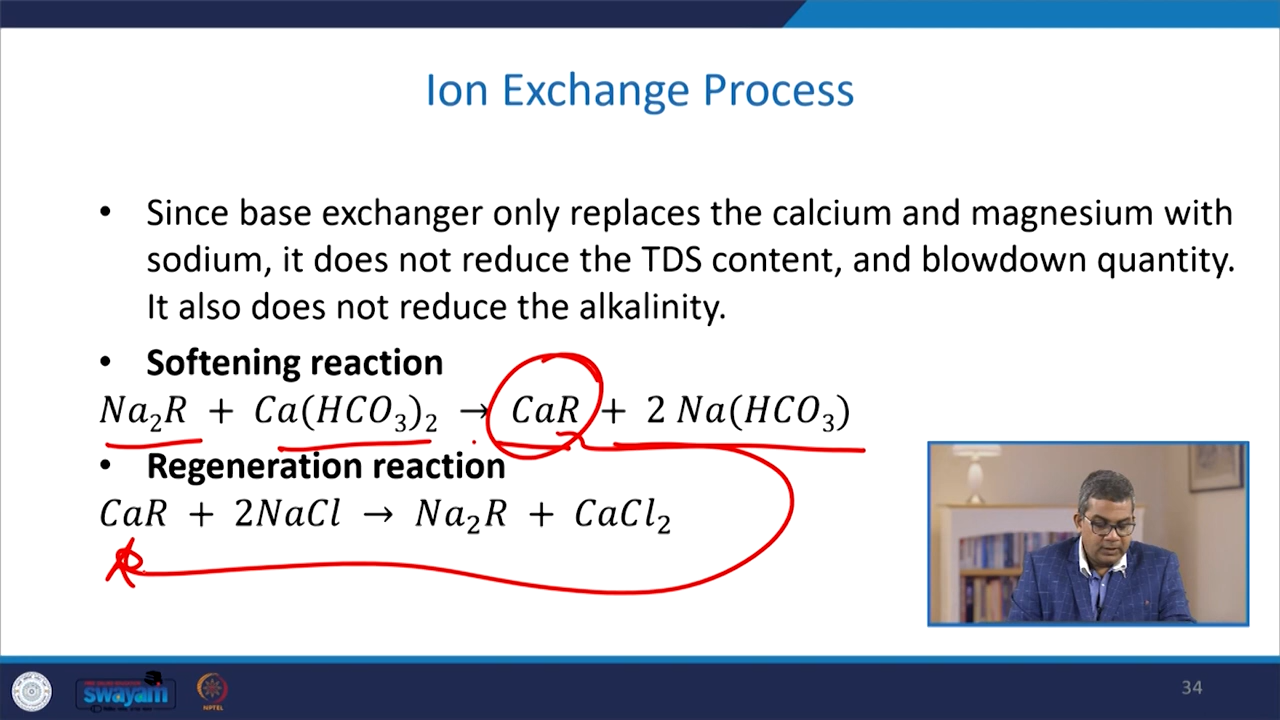 Ion Exchange Process
• Since base exchanger only replaces the calcium and magnesium with
sodium, it does not reduce the TDS content, and blowdown quantity.
It also does not reduce the alkalinity.
• Softening reaction
Na₂R + Ca(HCO₃)₂ → CaR + 2 Na(HCO₃)
• Regeneration reaction
CaR + 2NaCl → Na₂R + CaCl₂
swayam
NPTEL
34